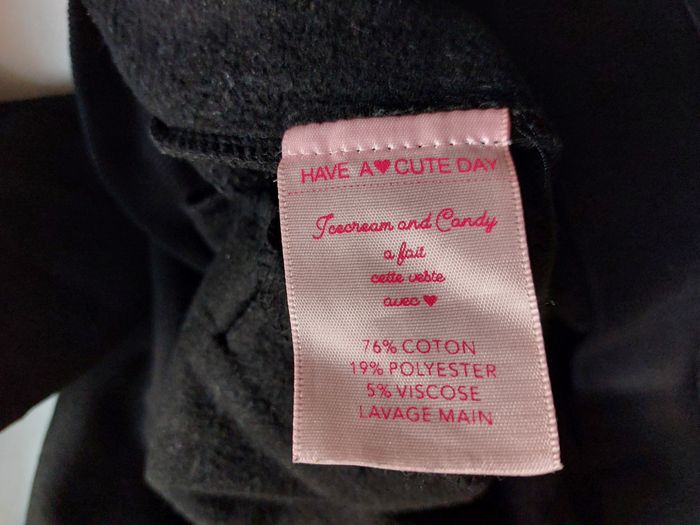 HAVE A♥CUTE DAY
Icecream and Candy
a fait
cette veste
avec ♥
76% COTON
19% POLYESTER
5% VISCOSE
LAVAGE MAIN